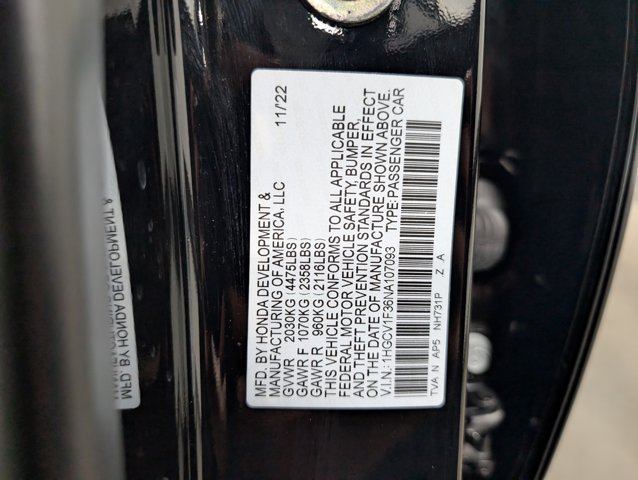 MFD. BY HONDA DEVELOPMENT &
MANUFACTURING OF AMERICA, LLC 11/22
GVWR 2030KG (4475LBS)
GAWR F 1070KG (2358LBS)
GAWR R 960KG (2116LBS)
THIS VEHICLE CONFORMS TO ALL APPLICABLE
FEDERAL MOTOR VEHICLE SAFETY, BUMPER,
AND THEFT PREVENTION STANDARDS IN EFFECT
ON THE DATE OF MANUFACTURE SHOWN ABOVE.
V.I.N.: 1HGCV1F36NA107093 TYPE:PASSENGER CAR
TVA N AP5 NH731P Z A
MFD. BY HONDA DEVELOPMENT &